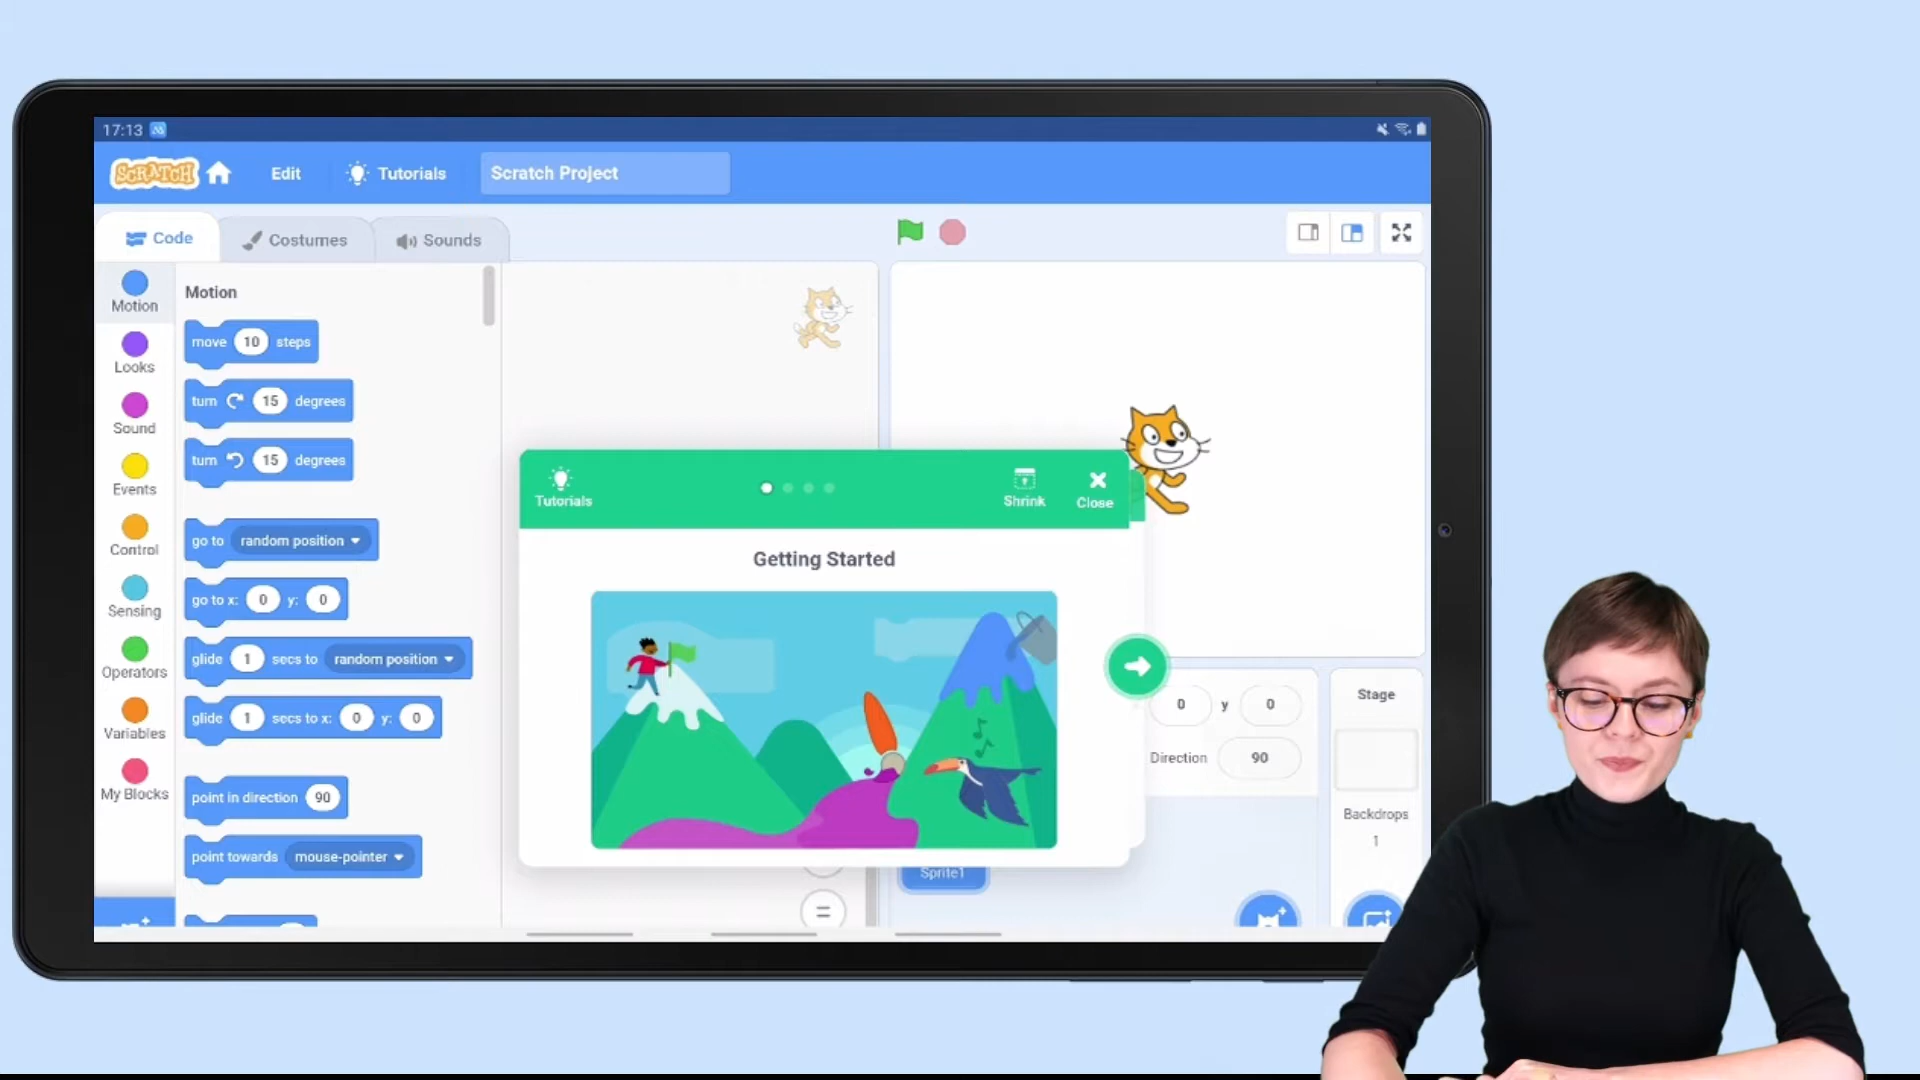 17:13
SCRATCH
Edit
Tutorials
Scratch Project
Code
Costumes
Sounds
Motion
Looks
Sound
Events
Control
Sensing
Operators
Variables
My Blocks
Motion
move 10 steps
turn 15 degrees
turn 15 degrees
go to random position
go to x: 0 y: 0
glide 1 secs to random position
glide 1 secs to x: 0 y: 0
point in direction 90
point towards mouse-pointer
Tutorials
Shrink
Close
Getting Started
0 y 0
Direction 90
Sprite1
Stage
Backdrops
1